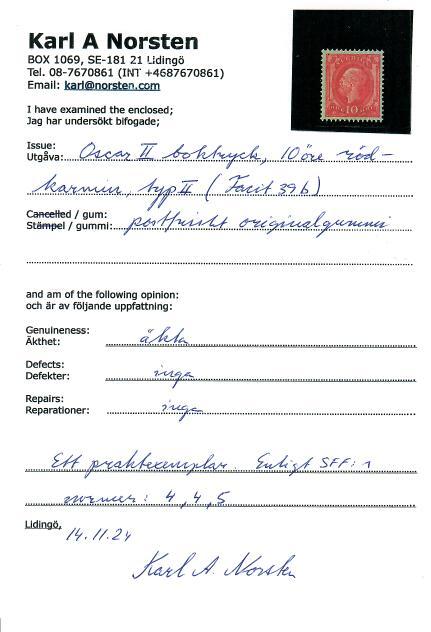 Karl A Norsten
BOX 1069, SE-181 21 Lidingö
Tel. 08-7670861 (INT +4687670861)
Email: karl@norsten.com
SVERIGE
10
I have examined the enclosed;
Jag har undersökt bifogade;
Issue:
Utgåva: Oscar II boktryck, 10 öre röd-
karmin, typ II (Facit 39 b)
Cancelled / gum:
Stämpel / gummi: postfriskt originalgummi
and am of the following opinion:
och är av följande uppfattning:
Genuineness:
Äkthet: äkta
Defects:
Defekter: inga
Repairs:
Reparationer: inga
Ett praktexemplar. Enligt SFF:s
normer: 4, 4, 5
Lidingö,
14.11.24
Karl A. Norsten